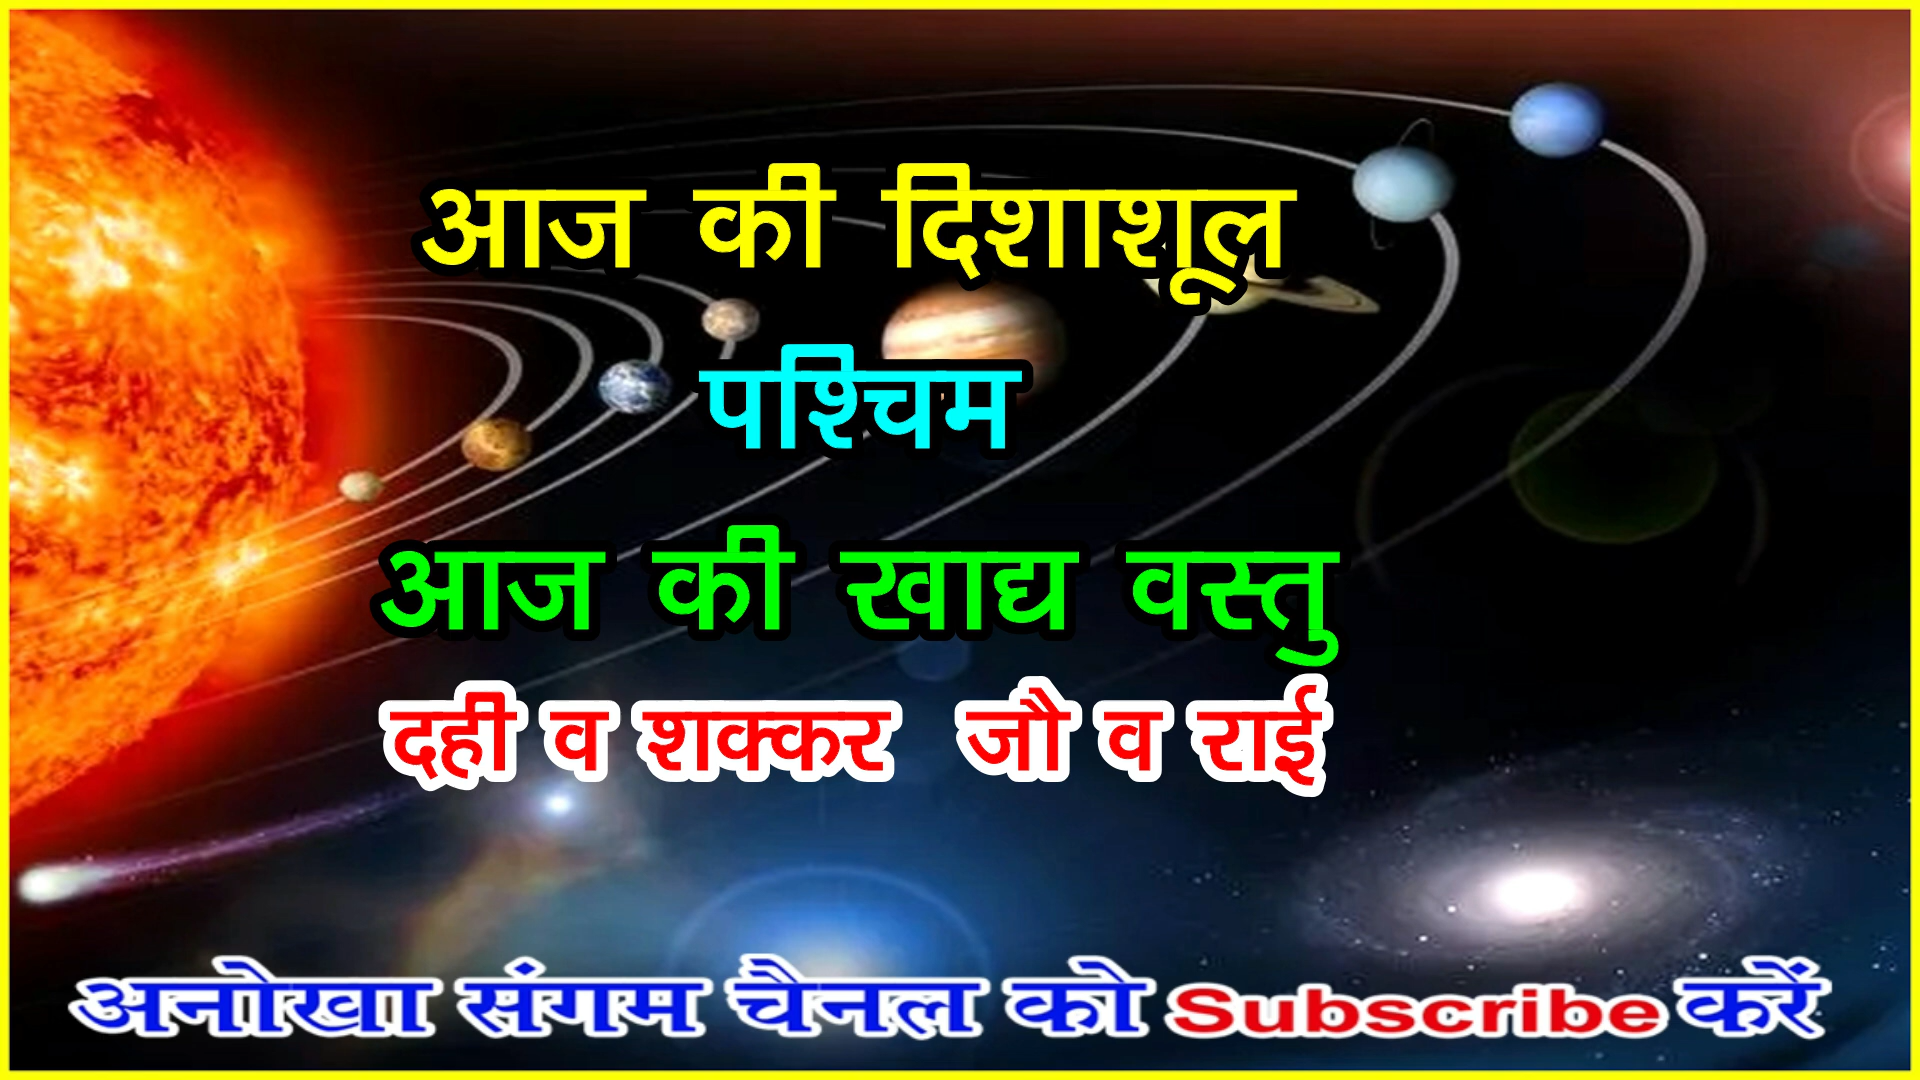 आज की दिशाशूल
पश्चिम
आज की खाद्य वस्तु
दही व शक्कर जौ व राई
अनोखा संगम चैनल को Subscribe करें